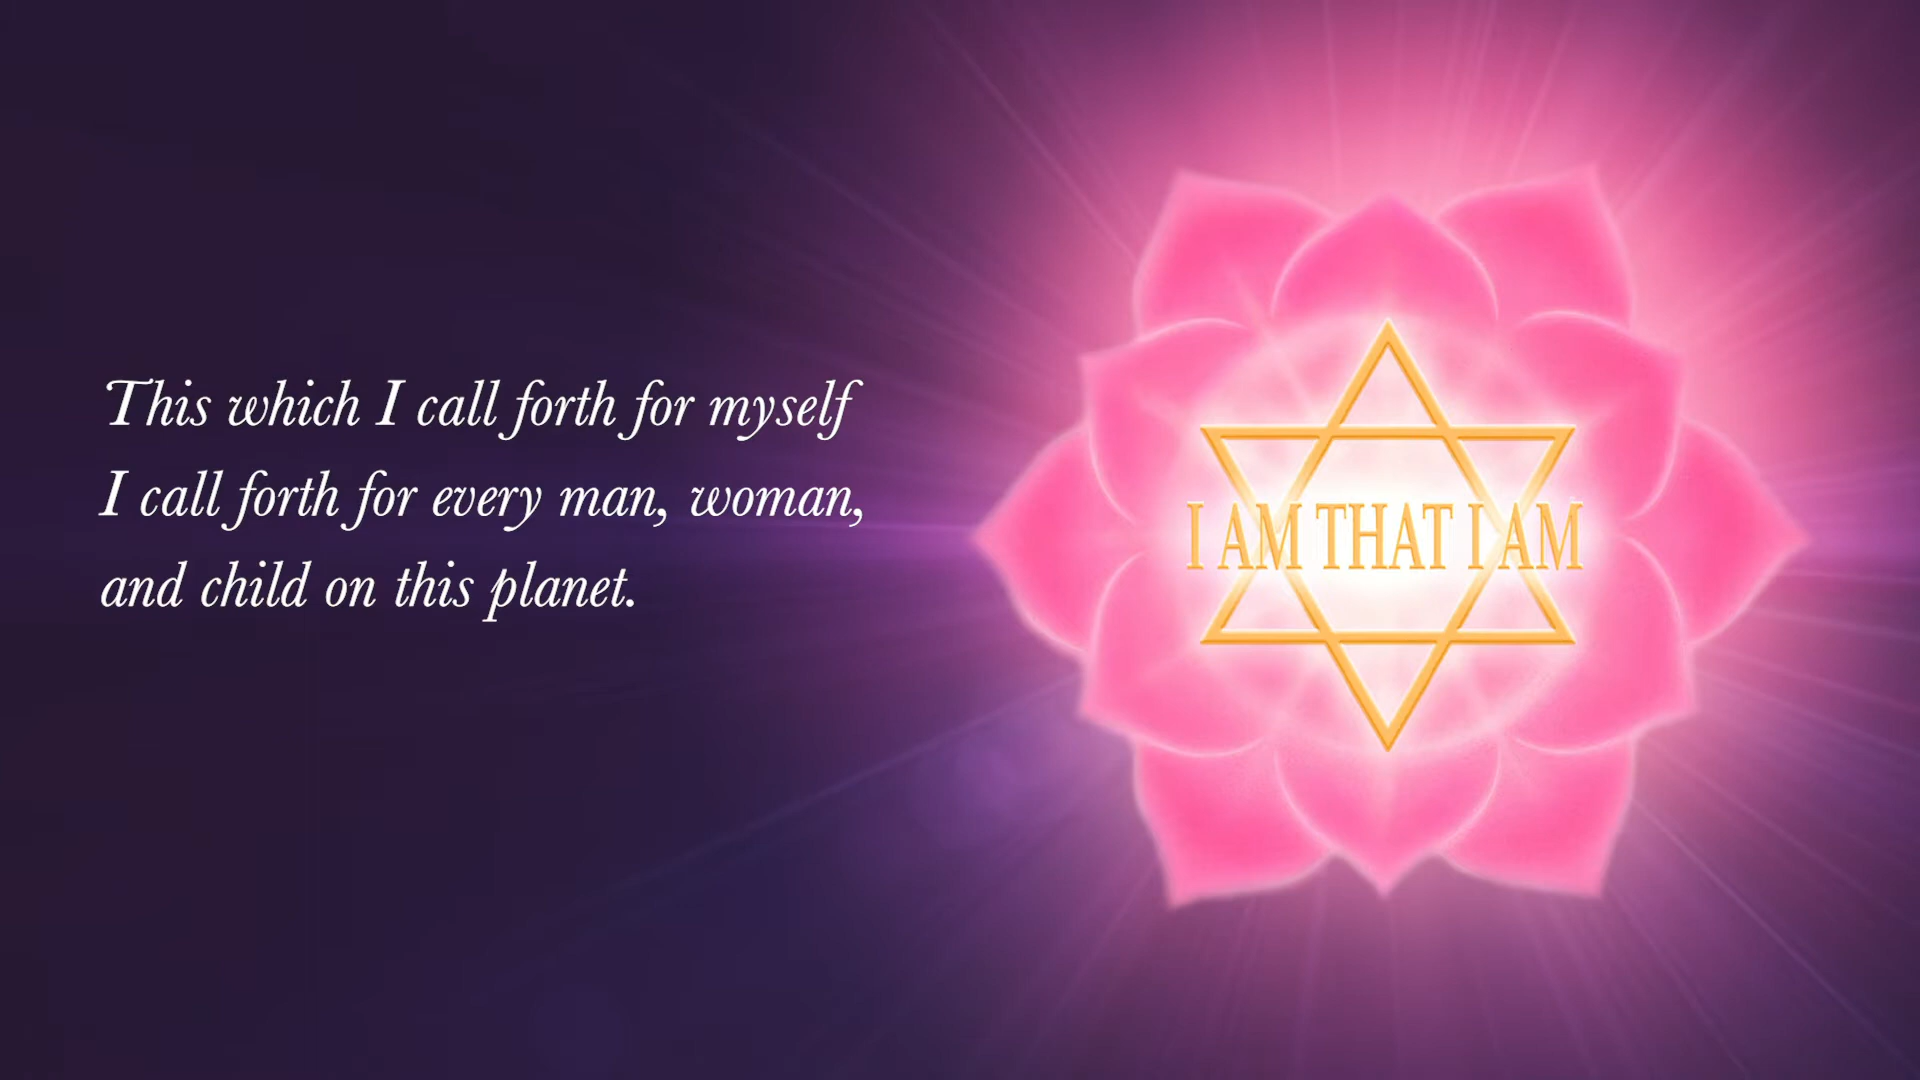 This which I call forth for myself
I call forth for every man, woman,
and child on this planet.
I AM THAT I AM